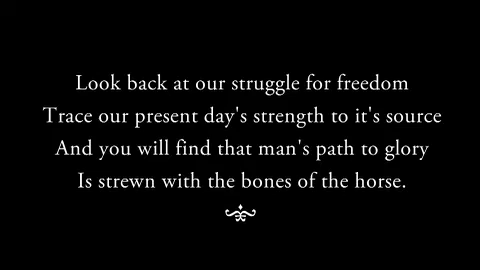 Look back at our struggle for freedom
Trace our present day's strength to it's source
And you will find that man's path to glory
Is strewn with the bones of the horse.